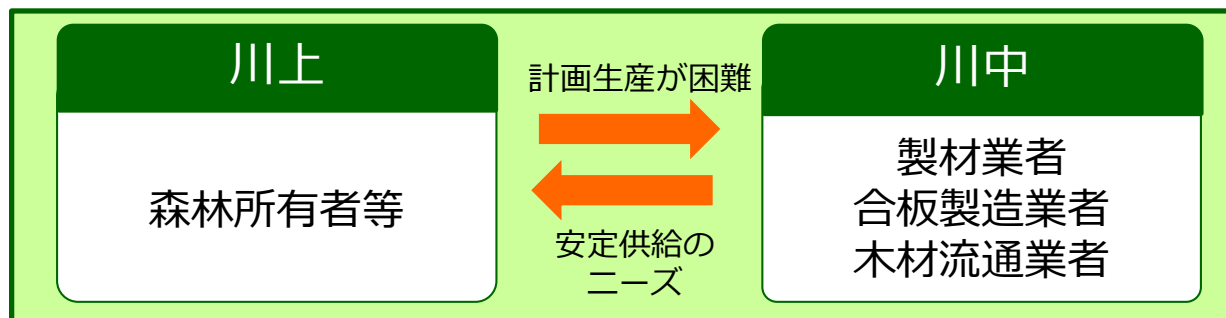 川上
森林所有者等
計画生産が困難
安定供給の
ニーズ
川中
製材業者
合板製造業者
木材流通業者